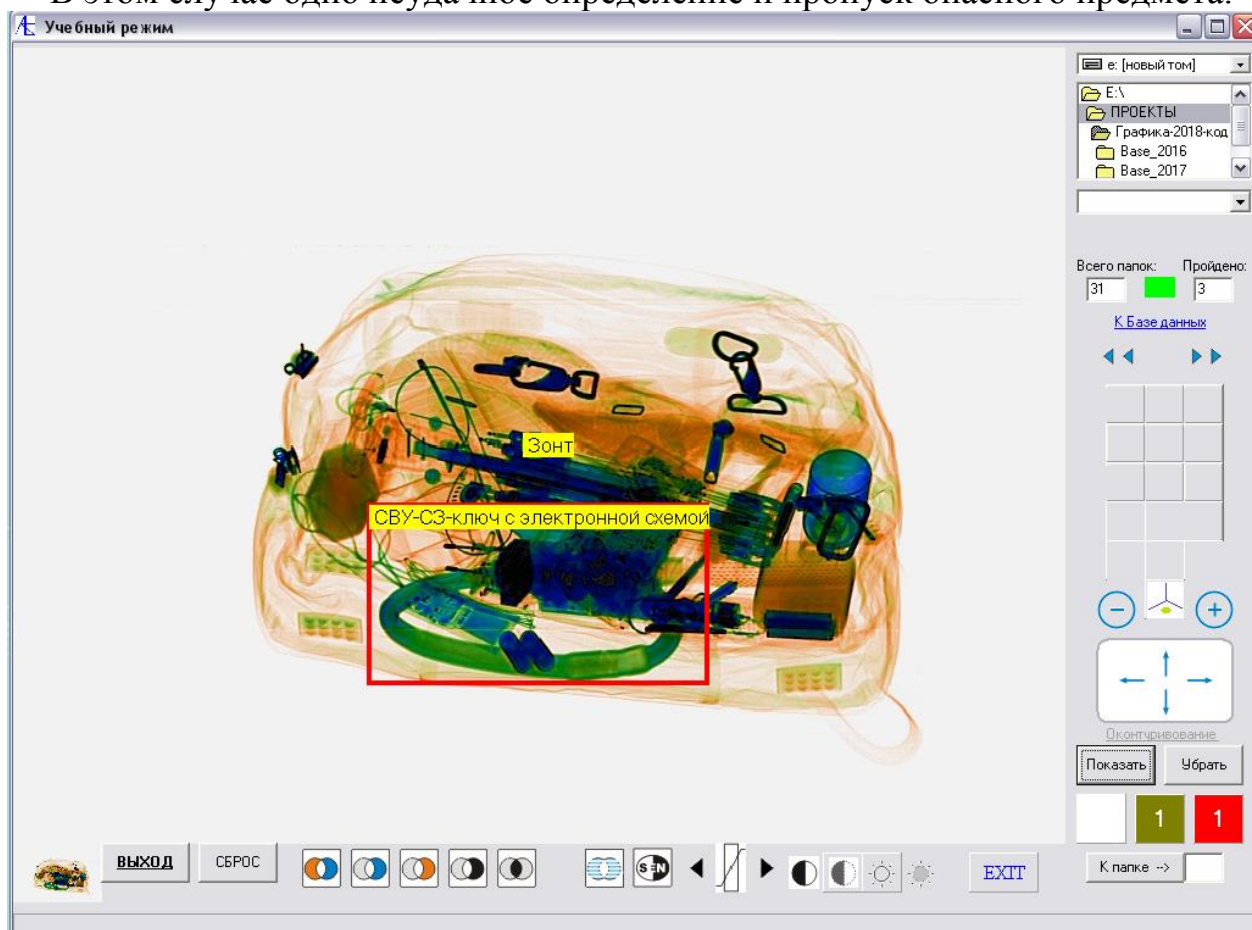 В этом случае одно неудачное определение и пропуск опасного предмета.
Учебный режим
e: [новый том]
E:\
ПРОЕКТЫ
Графика-2018-код
Base_2016
Base_2017
Всего папок: Пройдено:
31 3
К Базе данных
Зонт
СВУ-СЗ-ключ с электронной схемой
Оконтуривование
Показать Убрать
1 1
ВЫХОД СБРОС SEN EXIT К папке -->